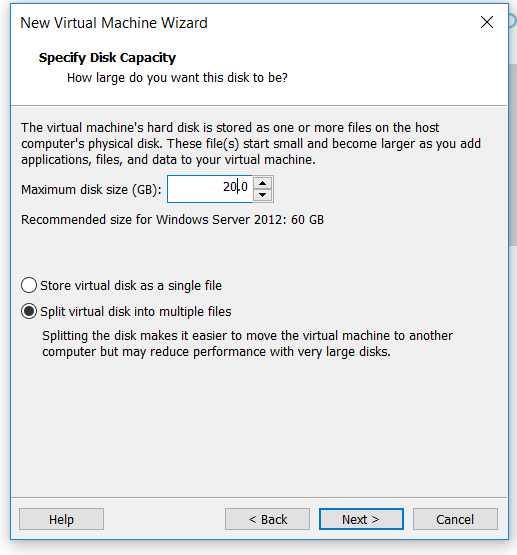 New Virtual Machine Wizard
Specify Disk Capacity
How large do you want this disk to be?
The virtual machine's hard disk is stored as one or more files on the host
computer's physical disk. These file(s) start small and become larger as you add
applications, files, and data to your virtual machine.
Maximum disk size (GB): 20.0
Recommended size for Windows Server 2012: 60 GB
Store virtual disk as a single file
Split virtual disk into multiple files
Splitting the disk makes it easier to move the virtual machine to another
computer but may reduce performance with very large disks.
Help < Back Next > Cancel